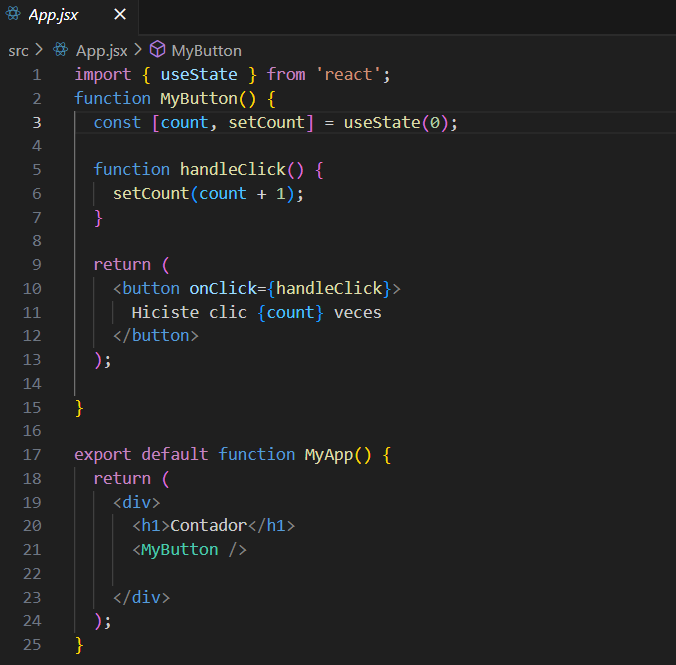 App.jsx ×
src > App.jsx > MyButton
1 import { useState } from 'react';
2 function MyButton() {
3   const [count, setCount] = useState(0);
4
5   function handleClick() {
6     setCount(count + 1);
7   }
8
9   return (
10     <button onClick={handleClick}>
11       Hiciste clic {count} veces
12     </button>
13   );
14
15 }
16
17 export default function MyApp() {
18   return (
19     <div>
20       <h1>Contador</h1>
21       <MyButton />
22
23     </div>
24   );
25 }